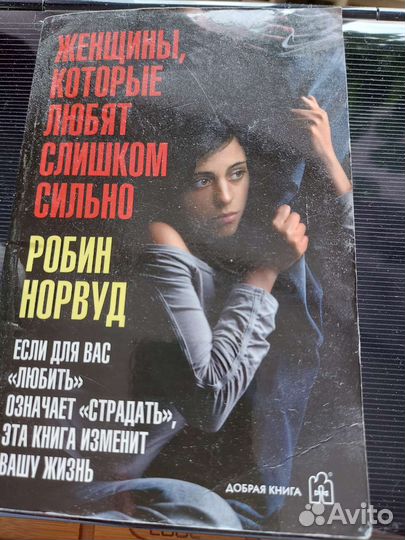 ЖЕНЩИНЫ,
КОТОРЫЕ
ЛЮБЯТ
СЛИШКОМ
СИЛЬНО
РОБИН
НОРВУД
ЕСЛИ ДЛЯ ВАС
«ЛЮБИТЬ»
ОЗНАЧАЕТ «СТРАДАТЬ»,
ЭТА КНИГА ИЗМЕНИТ
ВАШУ ЖИЗНЬ
ДОБРАЯ КНИГА
Avito